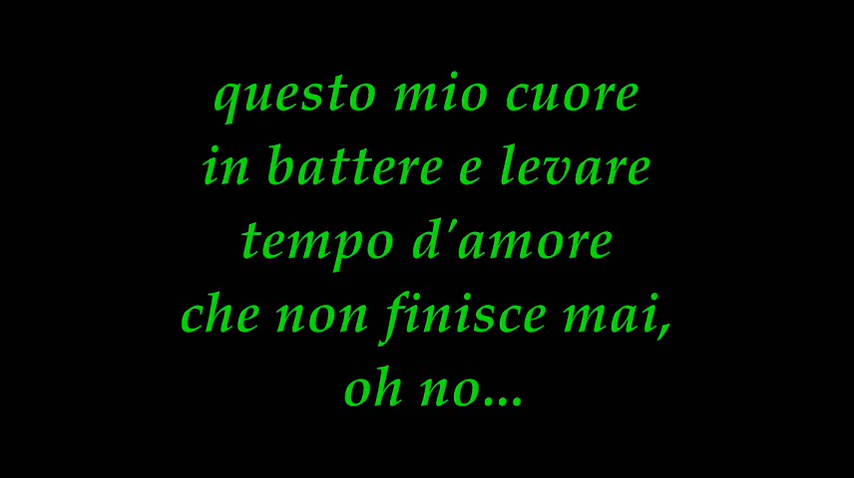 questo mio cuore
in battere e levare
tempo d'amore
che non finisce mai,
oh no...